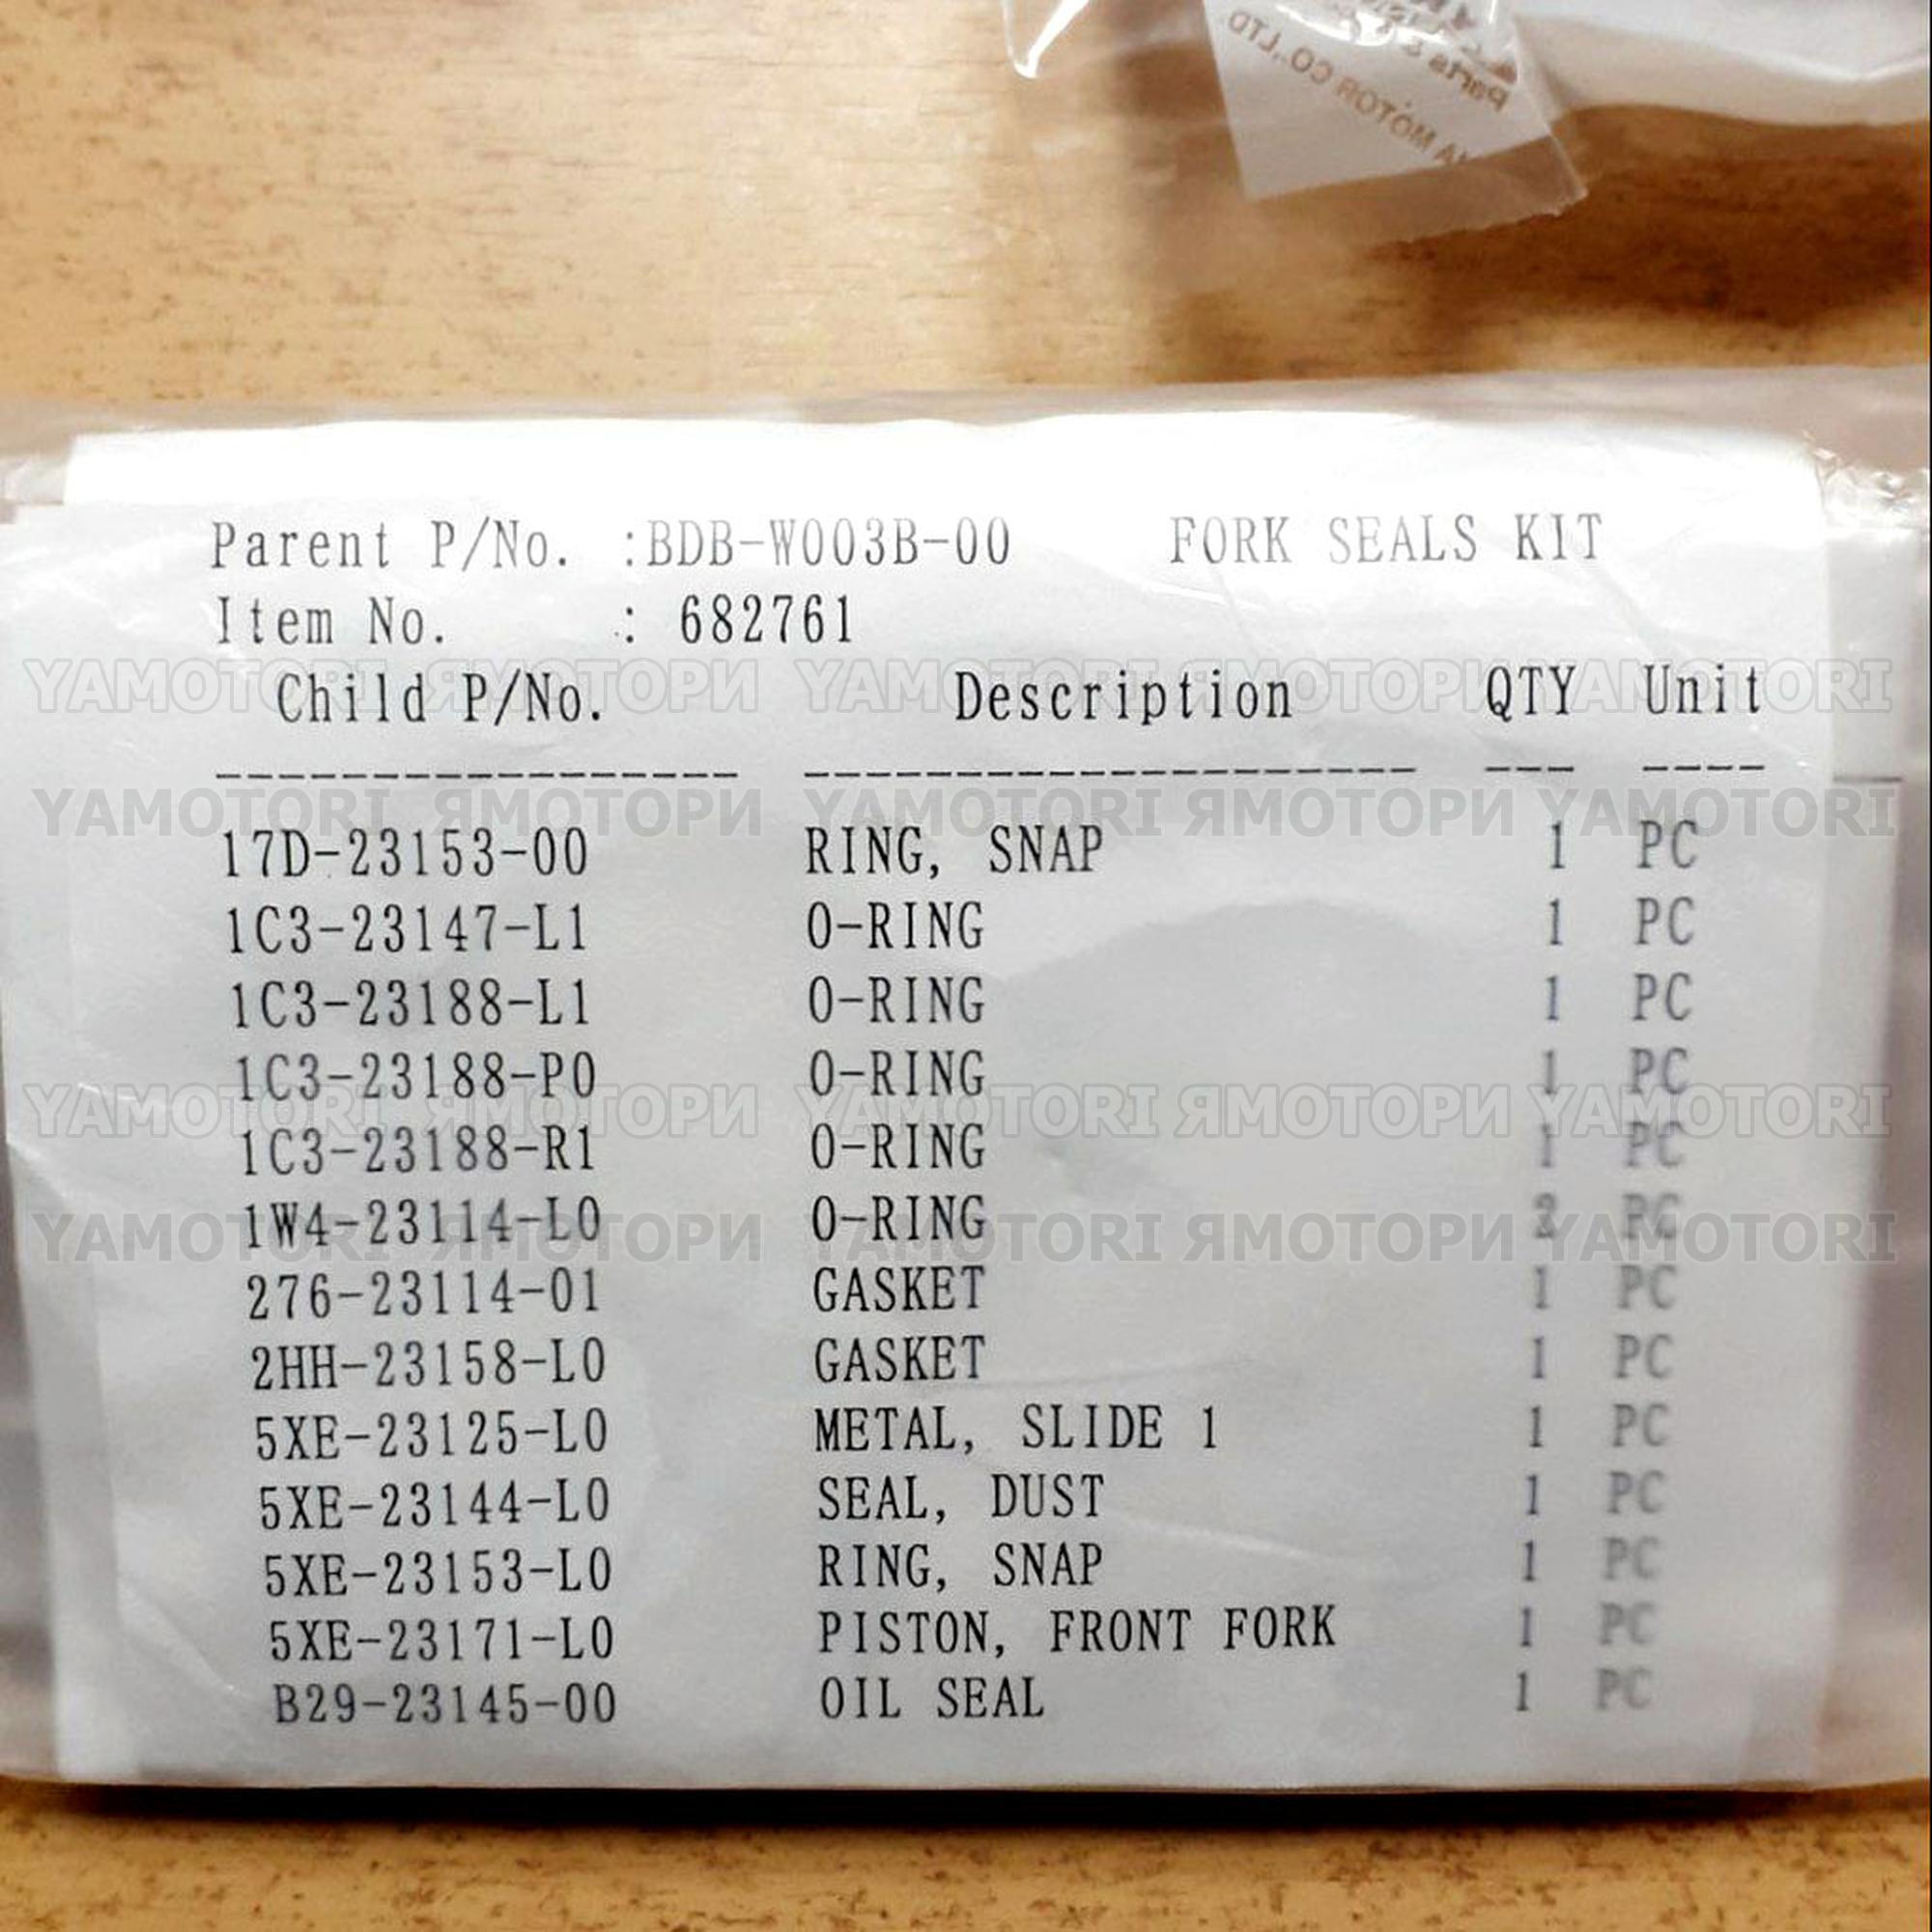 Parts &
MOTOR CO.,LTD
Parent P/No. :BDB-W003B-00 FORK SEALS KIT
Item No. : 682761
YAMOTORI ЯМОТОРИ YAMOTORI ЯМОТОРИ YAMOTORI
Child P/No. Description QTY Unit
----------------- -------------------- --- ----
YAMOTORI ЯМОТОРИ YAMOTORI ЯМОТОРИ YAMOTORI
17D-23153-00 RING, SNAP 1 PC
1C3-23147-L1 O-RING 1 PC
1C3-23188-L1 O-RING 1 PC
1C3-23188-P0 O-RING 1 PC
YAMOTORI ЯМОТОРИ YAMOTORI ЯМОТОРИ YAMOTORI
1C3-23188-R1 O-RING 1 PC
1W4-23114-L0 O-RING PC
YAMOTORI ЯМОТОРИ YAMOTORI ЯМОТОРИ YAMOTORI
276-23114-01 GASKET 1 PC
2HH-23158-L0 GASKET 1 PC
5XE-23125-L0 METAL, SLIDE 1 1 PC
5XE-23144-L0 SEAL, DUST 1 PC
5XE-23153-L0 RING, SNAP 1 PC
5XE-23171-L0 PISTON, FRONT FORK 1 PC
B29-23145-00 OIL SEAL 1 PC